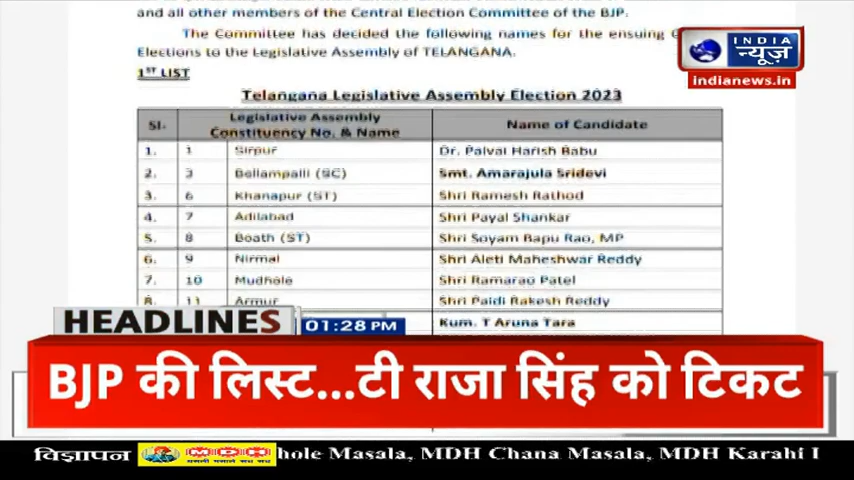 and all other members of the Central Election Committee of the BJP.
The Committee has decided the following names for the ensuing
Elections to the Legislative Assembly of TELANGANA.
INDIA
न्यूज़
indianews.in
1ST LIST
Telangana Legislative Assembly Election 2023
Sl. Legislative Assembly Constituency No. & Name Name of Candidate
1. 1 Sirpur Dr. Palvai Harish Babu
2. 3 Bellampalli (SC) Smt. Amarajula Sridevi
3. 6 Khanapur (ST) Shri Ramesh Rathod
4. 7 Adilabad Shri Payal Shankar
5. 8 Boath (ST) Shri Soyam Bapu Rao, MP
6. 9 Nirmal Shri Aleti Maheshwar Reddy
7. 10 Mudhole Shri Ramarao Patel
8. 11 Armur Shri Paidi Rakesh Reddy
Kum. T Aruna Tara
HEADLINES 01:28 PM
BJP की लिस्ट...टी राजा सिंह को टिकट
विज्ञापन MDH hole Masala, MDH Chana Masala, MDH Karahi